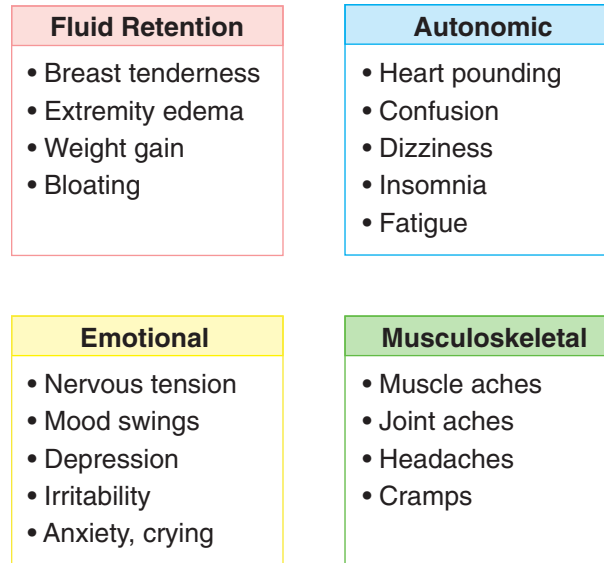 Fluid Retention
• Breast tenderness
• Extremity edema
• Weight gain
• Bloating
Autonomic
• Heart pounding
• Confusion
• Dizziness
• Insomnia
• Fatigue
Emotional
• Nervous tension
• Mood swings
• Depression
• Irritability
• Anxiety, crying
Musculoskeletal
• Muscle aches
• Joint aches
• Headaches
• Cramps